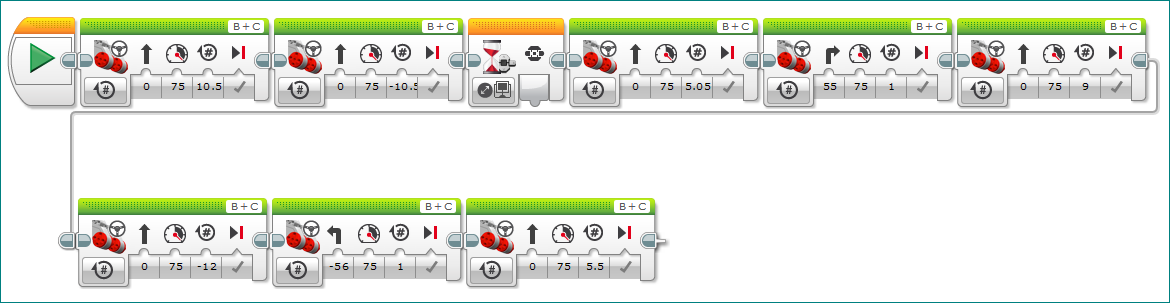 B+C B+C B+C B+C B+C
# # # # #
# # # # #
0 75 10.5 0 75 -10.5 0 75 5.05 55 75 1 0 75 9
B+C B+C B+C
# # #
# # #
0 75 -12 -56 75 1 0 75 5.5